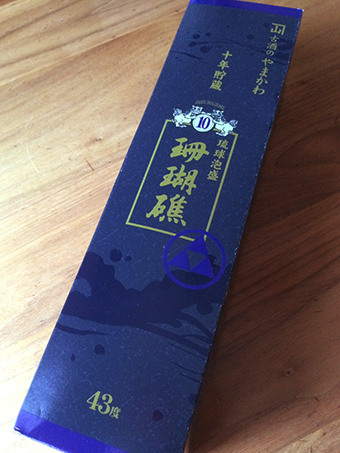 古酒のやまかわ
十年貯蔵
10
琉球泡盛
珊瑚礁
43度